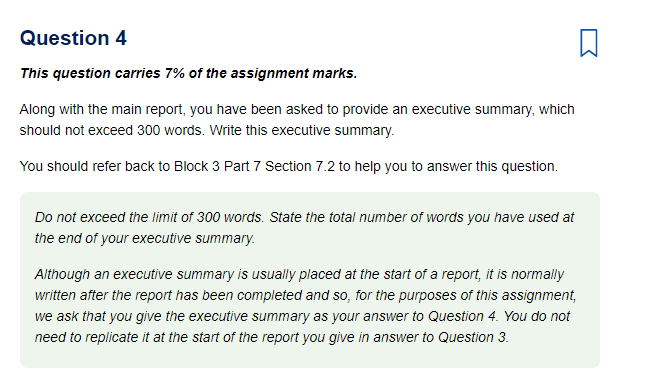 Question 4
This question carries 7% of the assignment marks.
Along with the main report, you have been asked to provide an executive summary, which
should not exceed 300 words. Write this executive summary.
You should refer back to Block 3 Part 7 Section 7.2 to help you to answer this question.
Do not exceed the limit of 300 words. State the total number of words you have used at
the end of your executive summary.
Although an executive summary is usually placed at the start of a report, it is normally
written after the report has been completed and so, for the purposes of this assignment,
we ask that you give the executive summary as your answer to Question 4. You do not
need to replicate it at the start of the report you give in answer to Question 3.